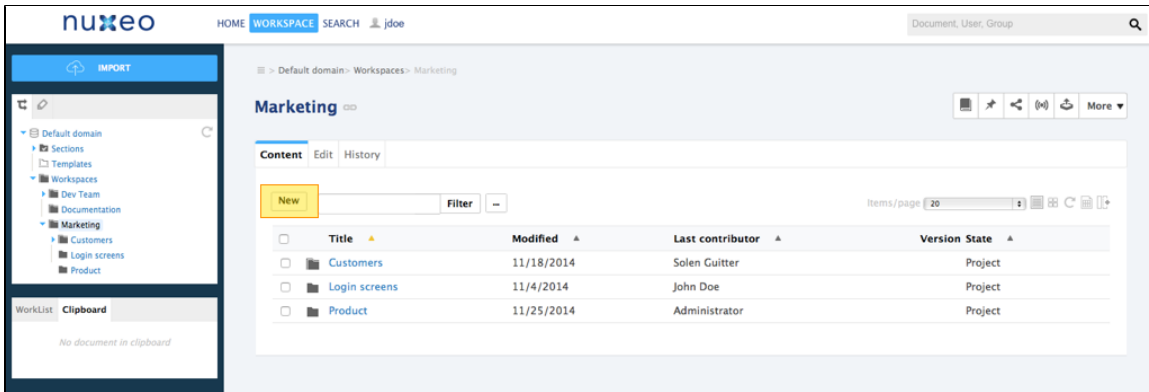 nuxeo
HOME WORKSPACE SEARCH jdoe
Document, User, Group
IMPORT
> Default domain> Workspaces> Marketing
Marketing
More ▼
Default domain
Sections
Templates
Workspaces
Dev Team
Documentation
Marketing
Customers
Login screens
Product
Content Edit History
New Filter ...
Items/page 20
Title Modified Last contributor Version State
Customers 11/18/2014 Solen Guitter Project
Login screens 11/4/2014 John Doe Project
Product 11/25/2014 Administrator Project
WorkList Clipboard
No document in clipboard